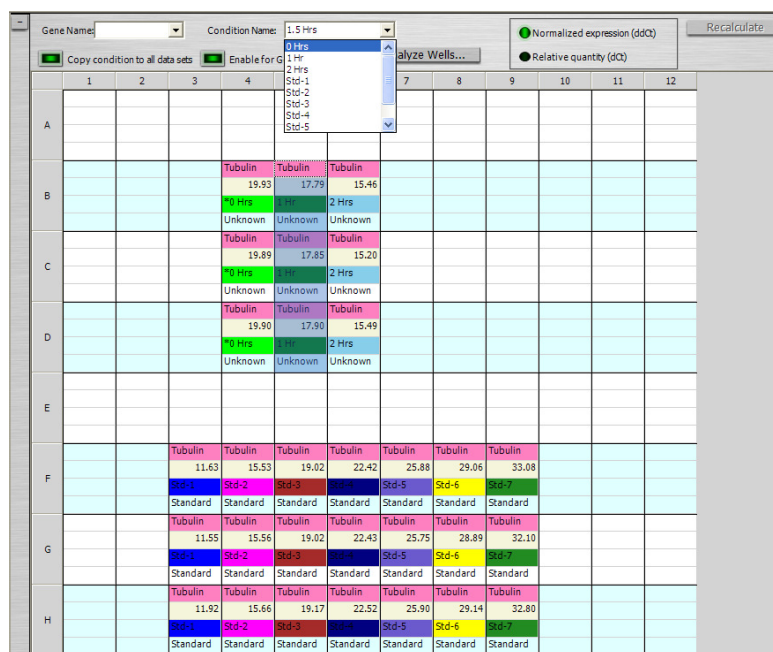 Gene Name: Condition Name: 1.5 Hrs Normalized expression (ddCt) Recalculate
Copy condition to all data sets Enable for G alyze Wells... Relative quantity (dCt)
0 Hrs
1 Hr
2 Hrs
Std-1
Std-2
Std-3
Std-4
Std-5
1 2 3 4 7 8 9 10 11 12
A
B
Tubulin Tubulin Tubulin
19.93 17.79 15.46
*0 Hrs 1 Hr 2 Hrs
Unknown Unknown Unknown
C
Tubulin Tubulin Tubulin
19.89 17.85 15.20
*0 Hrs 1 Hr 2 Hrs
Unknown Unknown Unknown
D
Tubulin Tubulin Tubulin
19.90 17.90 15.49
*0 Hrs 1 Hr 2 Hrs
Unknown Unknown Unknown
E
F
Tubulin Tubulin Tubulin Tubulin Tubulin Tubulin Tubulin
11.63 15.53 19.02 22.42 25.88 29.06 33.08
Std-1 Std-2 Std-3 Std-4 Std-5 Std-6 Std-7
Standard Standard Standard Standard Standard Standard Standard
G
Tubulin Tubulin Tubulin Tubulin Tubulin Tubulin Tubulin
11.55 15.56 19.02 22.43 25.75 28.89 32.10
Std-1 Std-2 Std-3 Std-4 Std-5 Std-6 Std-7
Standard Standard Standard Standard Standard Standard Standard
H
Tubulin Tubulin Tubulin Tubulin Tubulin Tubulin Tubulin
11.92 15.66 19.17 22.52 25.90 29.14 32.80
Std-1 Std-2 Std-3 Std-4 Std-5 Std-6 Std-7
Standard Standard Standard Standard Standard Standard Standard